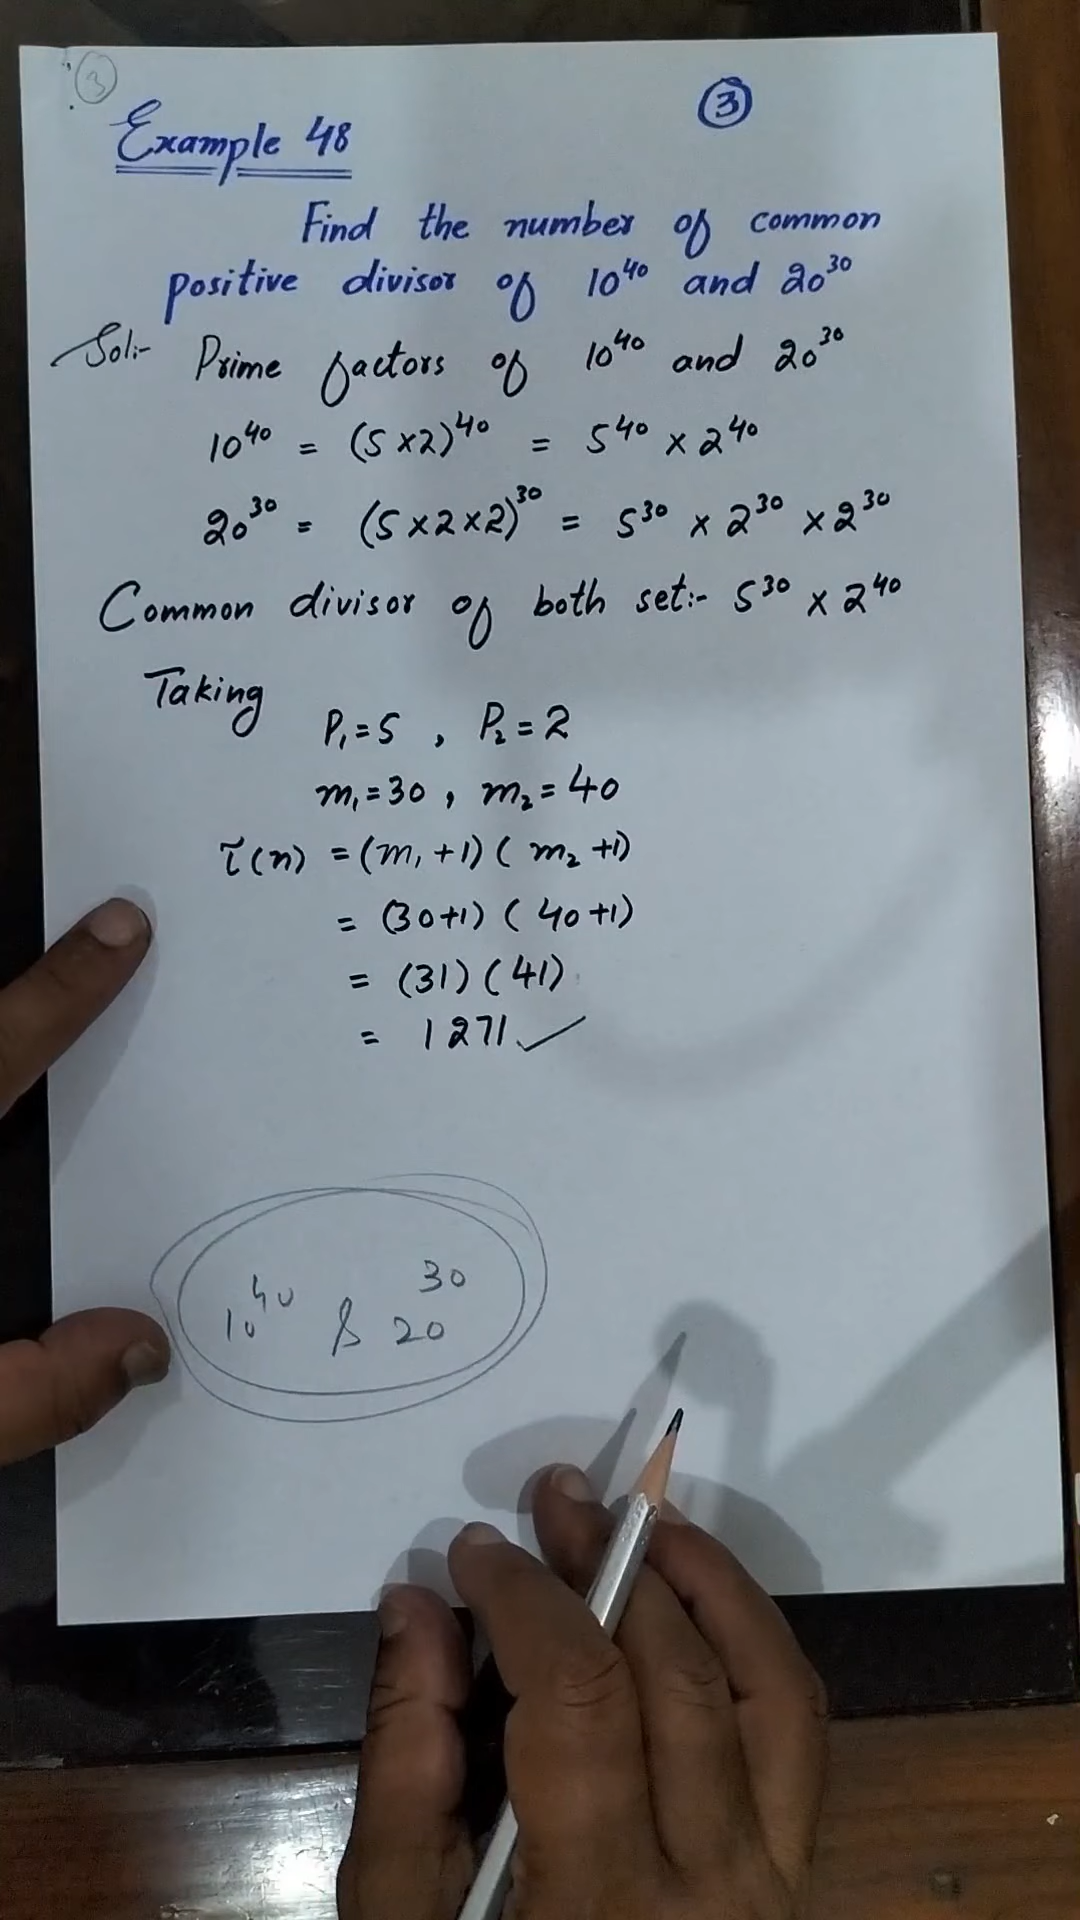 3
③
Example 48
Find the number of common
positive divisor of 10⁴⁰ and 20³⁰
Sol:- Prime factors of 10⁴⁰ and 20³⁰
10⁴⁰ = (5×2)⁴⁰ = 5⁴⁰ × 2⁴⁰
20³⁰ = (5×2×2)³⁰ = 5³⁰ × 2³⁰ × 2³⁰
Common divisor of both set:- 5³⁰ × 2⁴⁰
Taking
P₁=5 , P₂=2
m₁=30 , m₂=40
τ(n) =(m₁+1)( m₂+1)
= (30+1) ( 40+1)
= (31) ( 41)
= 1271 ✓
10⁴⁰ & 20³⁰